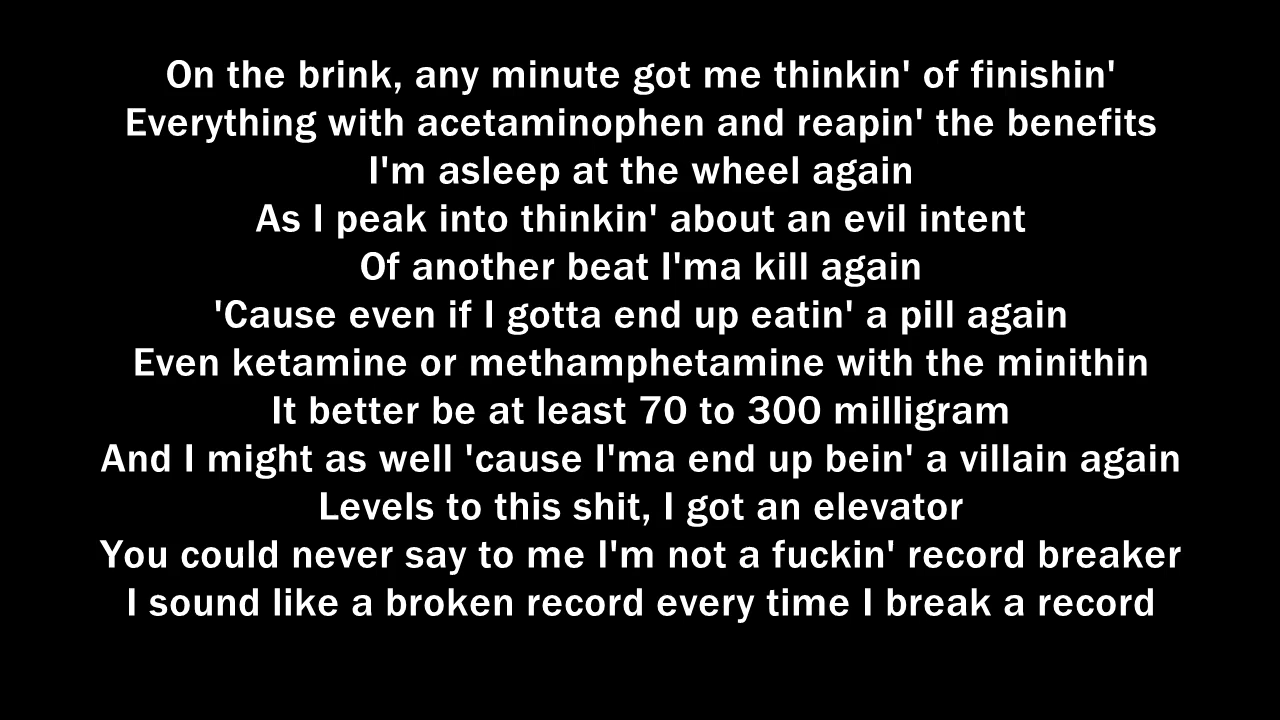 On the brink, any minute got me thinkin' of finishin'
Everything with acetaminophen and reapin' the benefits
I'm asleep at the wheel again
As I peak into thinkin' about an evil intent
Of another beat I'ma kill again
'Cause even if I gotta end up eatin' a pill again
Even ketamine or methamphetamine with the minithin
It better be at least 70 to 300 milligram
And I might as well 'cause I'ma end up bein' a villain again
Levels to this shit, I got an elevator
You could never say to me I'm not a fuckin' record breaker
I sound like a broken record every time I break a record